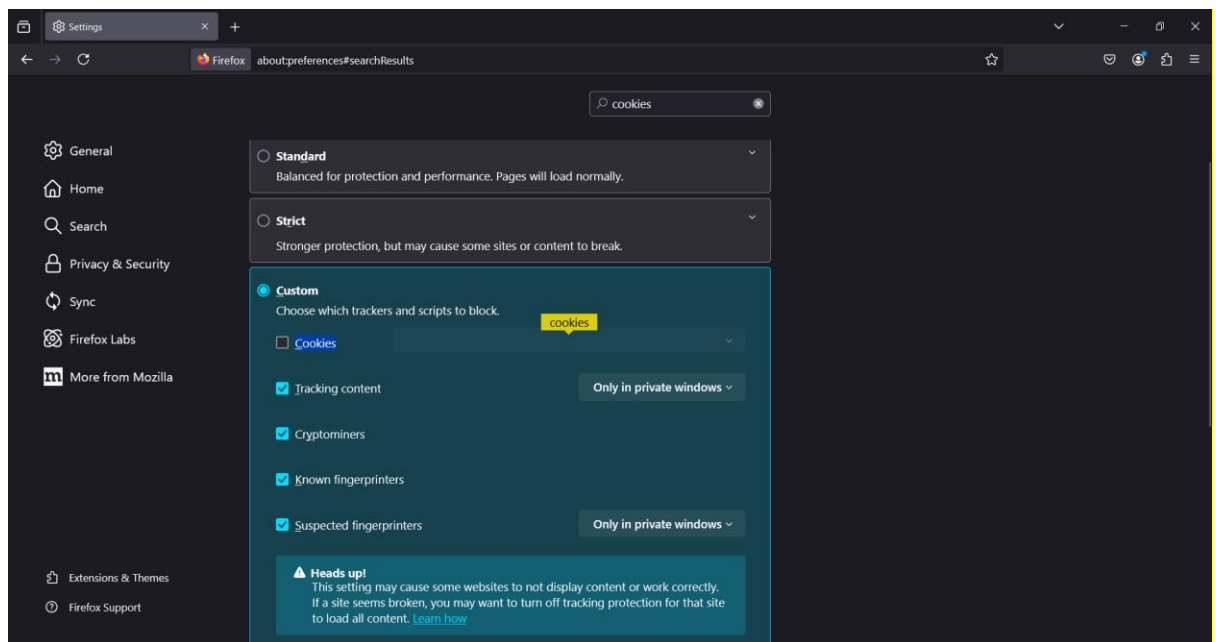 Settings
Firefox about:preferences#searchResults
cookies
General
Home
Search
Privacy & Security
Sync
Firefox Labs
More from Mozilla
Extensions & Themes
Firefox Support
Standard
Balanced for protection and performance. Pages will load normally.
Strict
Stronger protection, but may cause some sites or content to break.
Custom
Choose which trackers and scripts to block.
cookies
Cookies
Tracking content Only in private windows
Cryptominers
Known fingerprinters
Suspected fingerprinters Only in private windows
Heads up!
This setting may cause some websites to not display content or work correctly.
If a site seems broken, you may want to turn off tracking protection for that site
to load all content. Learn how